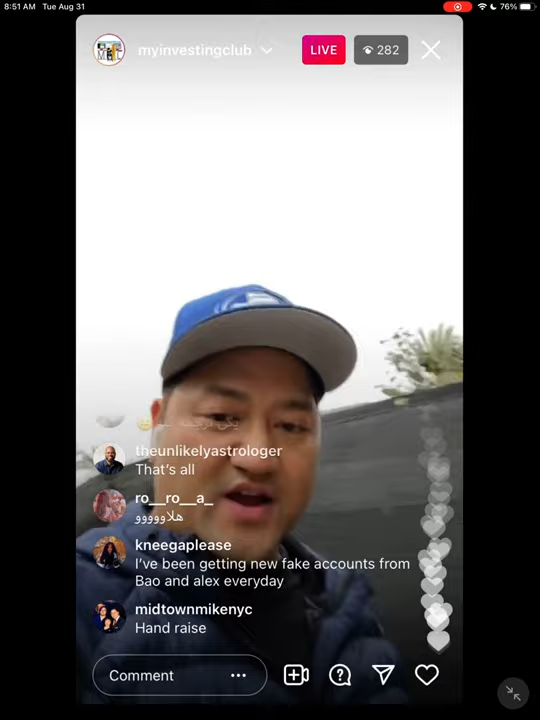 8:51 AM Tue Aug 31
76%
myinvestingclub
LIVE
282
theunlikelyastrologer
That's all
ro__ro__a_
هلاووووو
kneegaplease
I've been getting new fake accounts from
Bao and alex everyday
midtownmikenyc
Hand raise
Comment